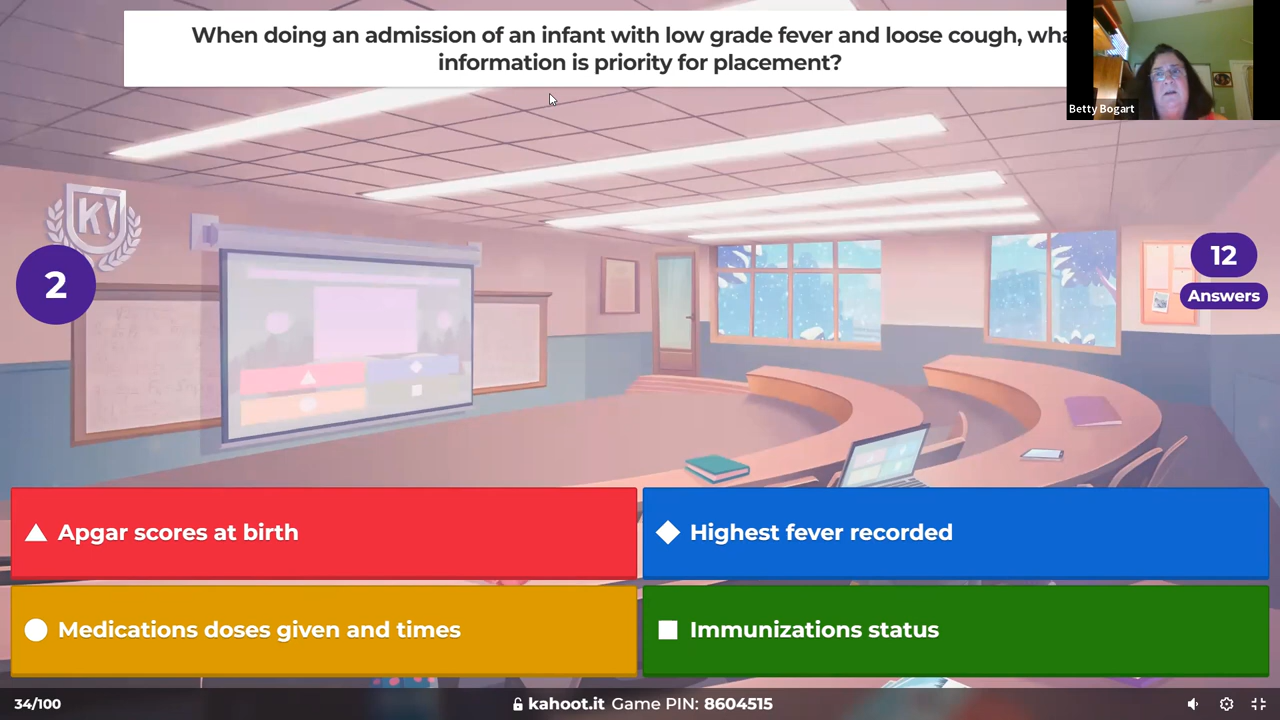 When doing an admission of an infant with low grade fever and loose cough,
information is priority for placement?
Betty Bogart
K!
2
12
Answers
Apgar scores at birth
Highest fever recorded
Medications doses given and times
Immunizations status
34/100
kahoot.it Game PIN: 8604515